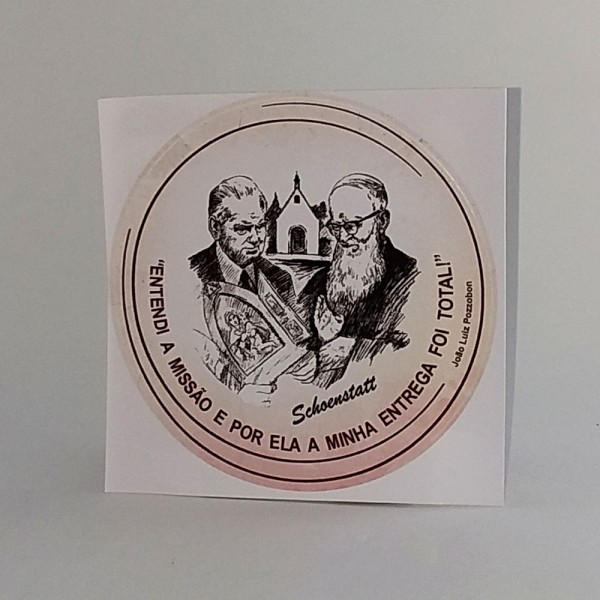 "ENTENDI A MISSÃO E POR ELA A MINHA ENTREGA FOI TOTAL!"
João Luiz Pozzobon
Schoenstatt